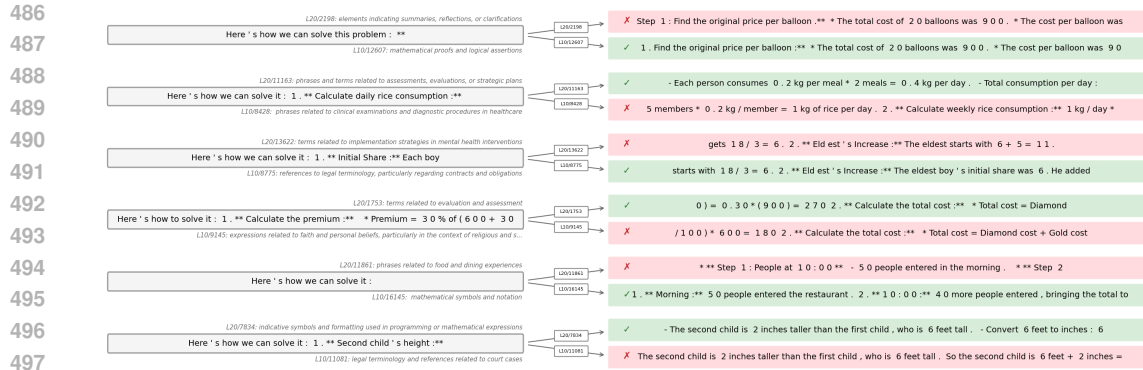 486
L20/2198: elements indicating summaries, reflections, or clarifications
L20/2198
✗ Step 1 : Find the original price per balloon .** * The total cost of 2 0 balloons was 9 0 0 . * The cost per balloon was
Here ' s how we can solve this problem : **
487
L10/12607
✓ 1 . Find the original price per balloon :** * The total cost of 2 0 balloons was 9 0 0 . * The cost per balloon was 9 0
L10/12607: mathematical proofs and logical assertions
488
L20/11163: phrases and terms related to assessments, evaluations, or strategic plans
L20/11163
✓ - Each person consumes 0 . 2 kg per meal * 2 meals = 0 . 4 kg per day . - Total consumption per day :
Here ' s how we can solve it : 1 . ** Calculate daily rice consumption :**
489
L10/8428
✗ 5 members * 0 . 2 kg / member = 1 kg of rice per day . 2 . ** Calculate weekly rice consumption :** 1 kg / day *
L10/8428: phrases related to clinical examinations and diagnostic procedures in healthcare
490
L20/13622: terms related to implementation strategies in mental health interventions
L20/13622
✗ gets 1 8 / 3 = 6 . 2 . ** Eld est ' s Increase :** The eldest starts with 6 + 5 = 1 1 .
Here ' s how we can solve it : 1 . ** Initial Share :** Each boy
491
L10/8775
✓ starts with 1 8 / 3 = 6 . 2 . ** Eld est ' s Increase :** The eldest boy ' s initial share was 6 . He added
L10/8775: references to legal terminology, particularly regarding contracts and obligations
492
L20/1753: terms related to evaluation and assessment
L20/1753
✓ 0 ) = 0 . 3 0 * ( 9 0 0 ) = 2 7 0 2 . ** Calculate the total cost :** * Total cost = Diamond
Here ' s how to solve it : 1 . ** Calculate the premium :** * Premium = 3 0 % of ( 6 0 0 + 3 0
493
L10/9145
✗ / 1 0 0 ) * 6 0 0 = 1 8 0 2 . ** Calculate the total cost :** * Total cost = Diamond cost + Gold cost
L10/9145: expressions related to faith and personal beliefs, particularly in the context of religious and s...
494
L20/11861: phrases related to food and dining experiences
L20/11861
✗ * ** Step 1 : People at 1 0 : 0 0 ** - 5 0 people entered in the morning . * ** Step 2
Here ' s how we can solve it :
495
L10/16145
✓ 1 . ** Morning :** 5 0 people entered the restaurant . 2 . ** 1 0 : 0 0 :** 4 0 more people entered , bringing the total to
L10/16145: mathematical symbols and notation
496
L20/7834: indicative symbols and formatting used in programming or mathematical expressions
L20/7834
✓ - The second child is 2 inches taller than the first child , who is 6 feet tall . - Convert 6 feet to inches : 6
Here ' s how we can solve it : 1 . ** Second child ' s height :**
497
L10/11081
✗ The second child is 2 inches taller than the first child , who is 6 feet tall . So the second child is 6 feet + 2 inches =
L10/11081: legal terminology and references related to court cases